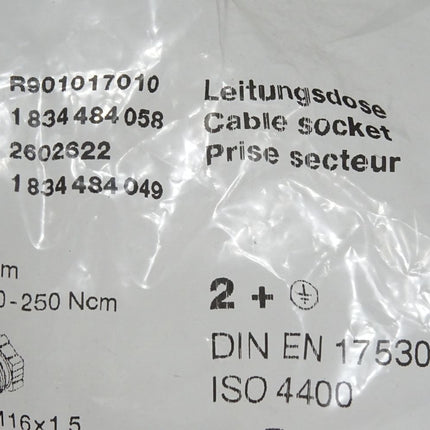 R901017010
1 834 484 058
2602622
1 834 484 049
Leitungsdose
Cable socket
Prise secteur
m
0-250 Ncm
2 +
DIN EN 17530
ISO 4400
16x1.5